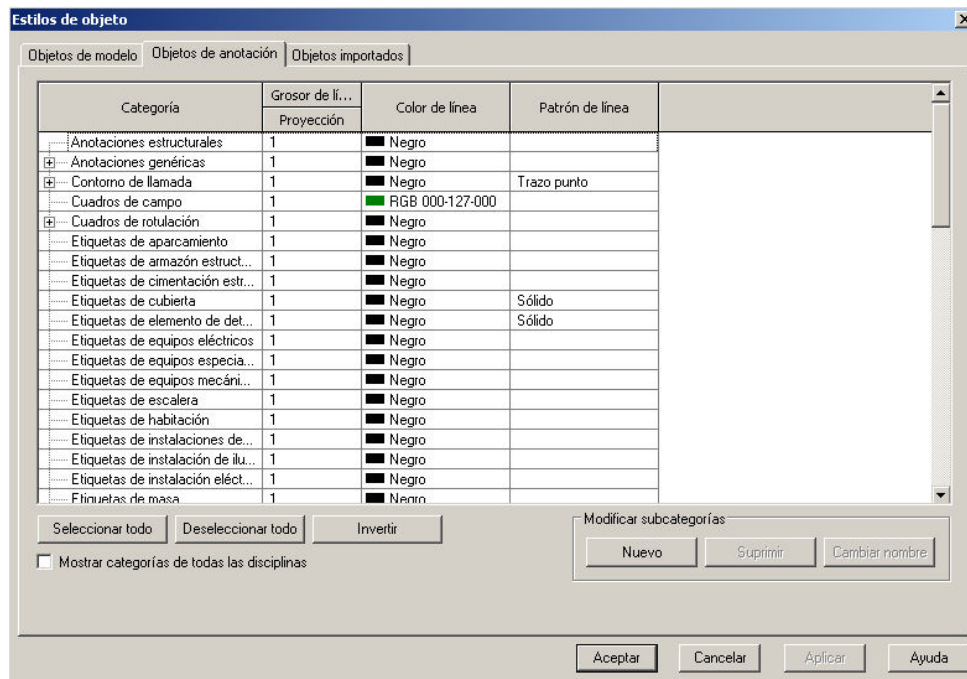 Estilos de objeto
Objetos de modelo Objetos de anotación Objetos importados
Categoría Grosor de lí... Color de línea Patrón de línea
Proyección
Anotaciones estructurales 1 Negro
Anotaciones genéricas 1 Negro
Contorno de llamada 1 Negro Trazo punto
Cuadros de campo 1 RGB 000-127-000
Cuadros de rotulación 1 Negro
Etiquetas de aparcamiento 1 Negro
Etiquetas de armazón estruct... 1 Negro
Etiquetas de cimentación estr... 1 Negro
Etiquetas de cubierta 1 Negro Sólido
Etiquetas de elemento de det... 1 Negro Sólido
Etiquetas de equipos eléctricos 1 Negro
Etiquetas de equipos especia... 1 Negro
Etiquetas de equipos mecáni... 1 Negro
Etiquetas de escalera 1 Negro
Etiquetas de habitación 1 Negro
Etiquetas de instalaciones de... 1 Negro
Etiquetas de instalación de ilu... 1 Negro
Etiquetas de instalación eléct... 1 Negro
Etiquetas de masa 1 Negro
Seleccionar todo Deseleccionar todo Invertir
Modificar subcategorías
Nuevo Suprimir Cambiar nombre
Mostrar categorías de todas las disciplinas
Aceptar Cancelar Aplicar Ayuda